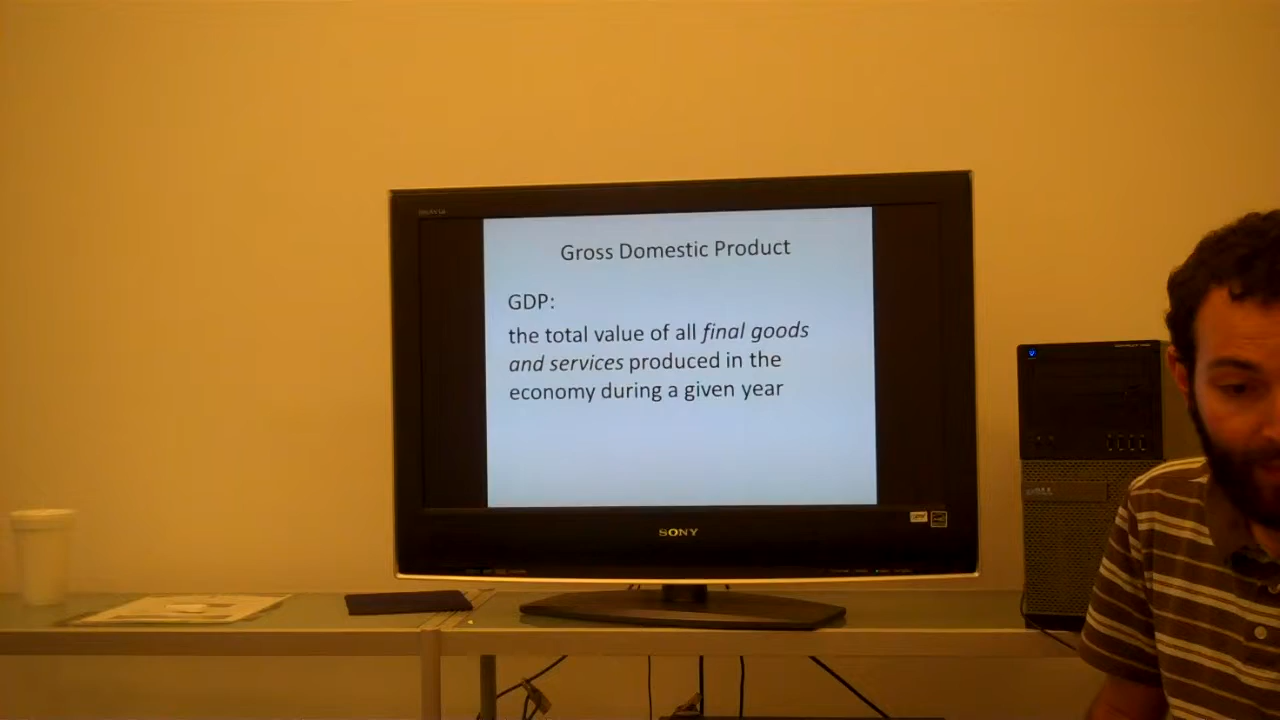 Gross Domestic Product
GDP:
the total value of all final goods
and services produced in the
economy during a given year
SONY
DELL